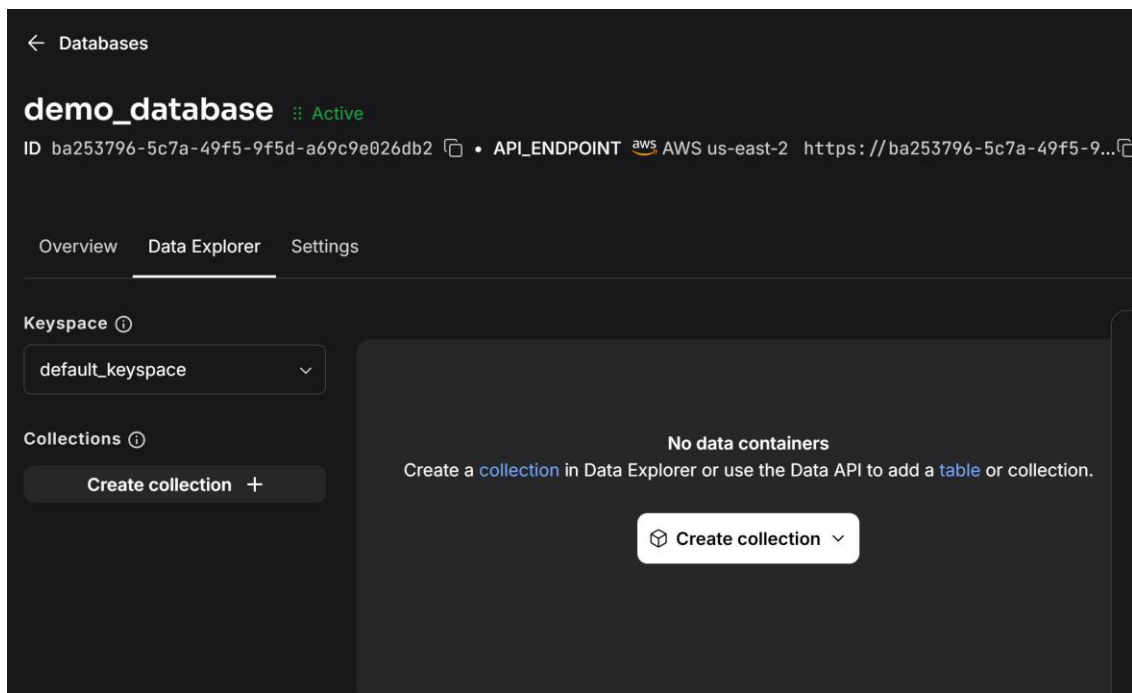 ← Databases
demo_database Active
ID ba253796-5c7a-49f5-9f5d-a69c9e026db2 • API_ENDPOINT aws AWS us-east-2 https://ba253796-5c7a-49f5-9...
Overview Data Explorer Settings
Keyspace
default_keyspace
Collections
Create collection +
No data containers
Create a collection in Data Explorer or use the Data API to add a table or collection.
Create collection